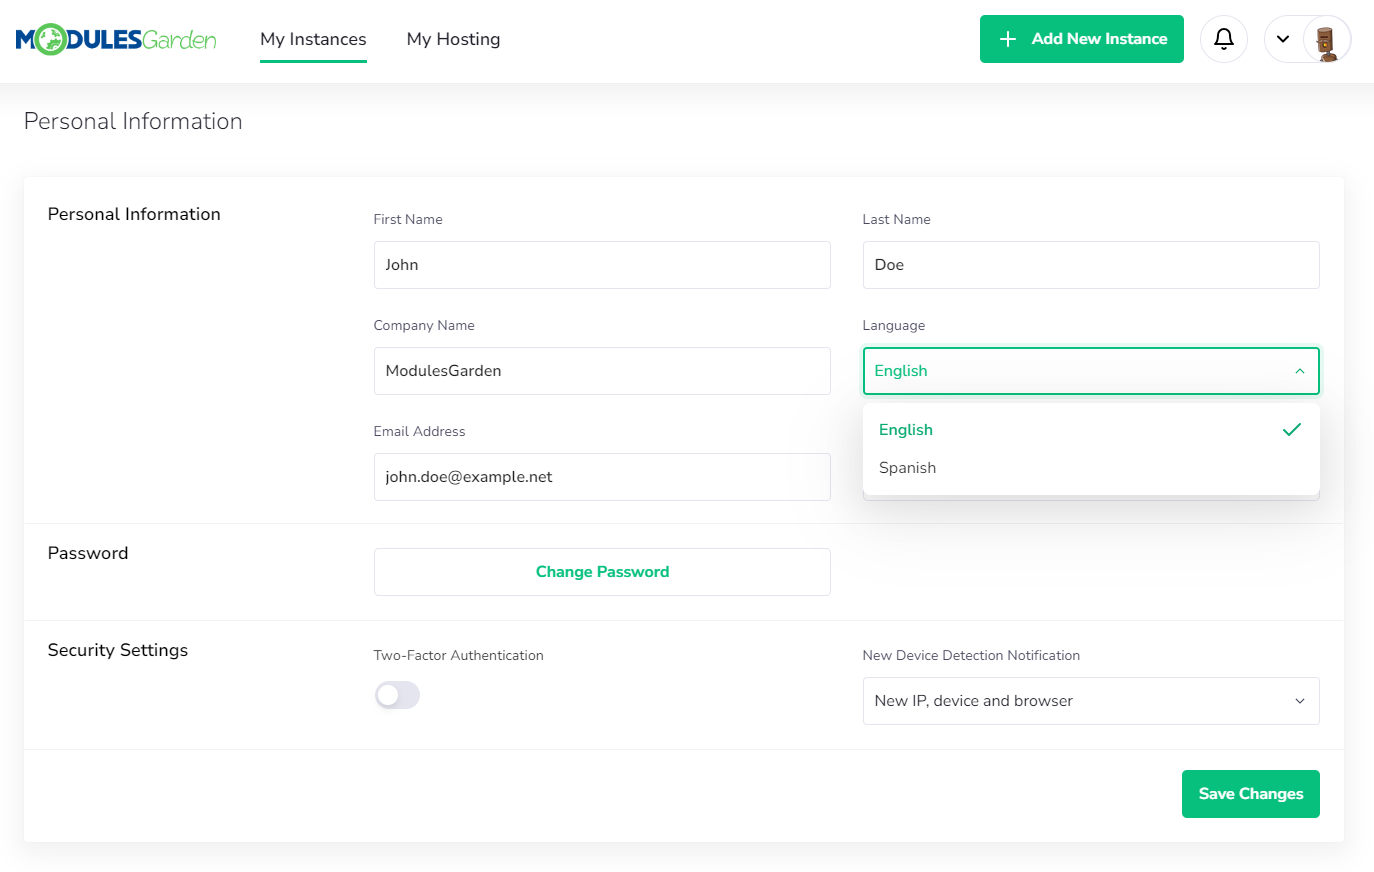 MODULESGarden
My Instances
My Hosting
Add New Instance
Personal Information
Personal Information
First Name
Last Name
John
Doe
Company Name
Language
ModulesGarden
English
English
Spanish
Email Address
john.doe@example.net
Password
Change Password
Security Settings
Two-Factor Authentication
New Device Detection Notification
New IP, device and browser
Save Changes